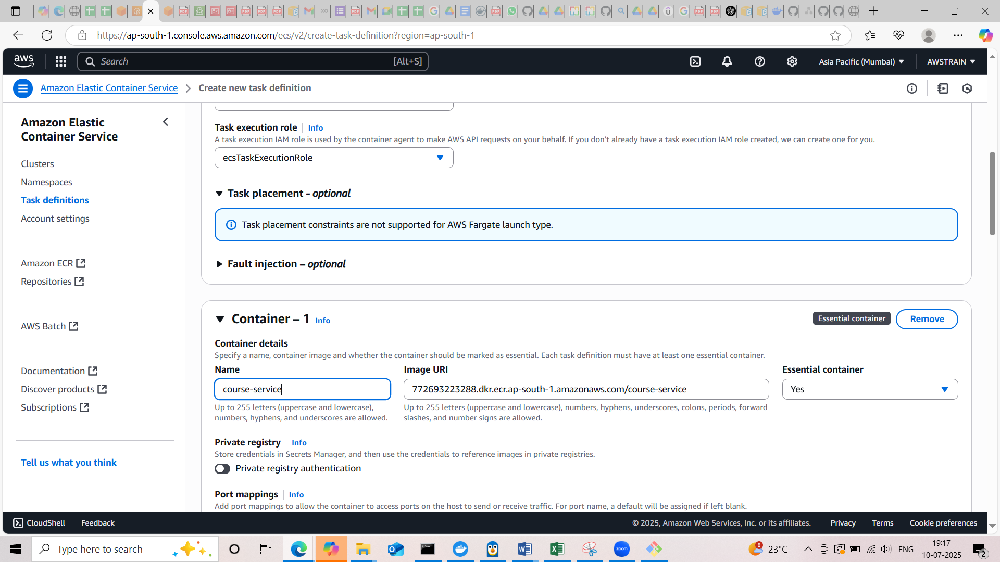 https://ap-south-1.console.aws.amazon.com/ecs/v2/create-task-definition?region=ap-south-1
aws
Search
[Alt+S]
Asia Pacific (Mumbai)
AWSTRAIN
Amazon Elastic Container Service
Create new task definition
Amazon Elastic
Container Service
Clusters
Namespaces
Task definitions
Account settings
Amazon ECR
Repositories
AWS Batch
Documentation
Discover products
Subscriptions
Tell us what you think
Task execution role
Info
A task execution IAM role is used by the container agent to make AWS API requests on your behalf. If you don't already have a task execution IAM role created, we can create one for you.
ecsTaskExecutionRole
Task placement - optional
Task placement constraints are not supported for AWS Fargate launch type.
Fault injection – optional
Container – 1 Info
Essential container
Remove
Container details
Specify a name, container image and whether the container should be marked as essential. Each task definition must have at least one essential container.
Name
course-service
Up to 255 letters (uppercase and lowercase),
numbers, hyphens, and underscores are allowed.
Image URI
772693223288.dkr.ecr.ap-south-1.amazonaws.com/course-service
Up to 255 letters (uppercase and lowercase), numbers, hyphens, underscores, colons, periods, forward
slashes, and number signs are allowed.
Essential container
Yes
Private registry
Info
Store credentials in Secrets Manager, and then use the credentials to reference images in private registries.
Private registry authentication
Port mappings
Info
Add port mappings to allow the container to access ports on the host to send or receive traffic. For port name, a default will be assigned if left blank.
CloudShell
Feedback
© 2025, Amazon Web Services, Inc. or its affiliates.
Privacy
Terms
Cookie preferences
Type here to search
zoom
6
23°C
ENG
19:17
10-07-2025
2